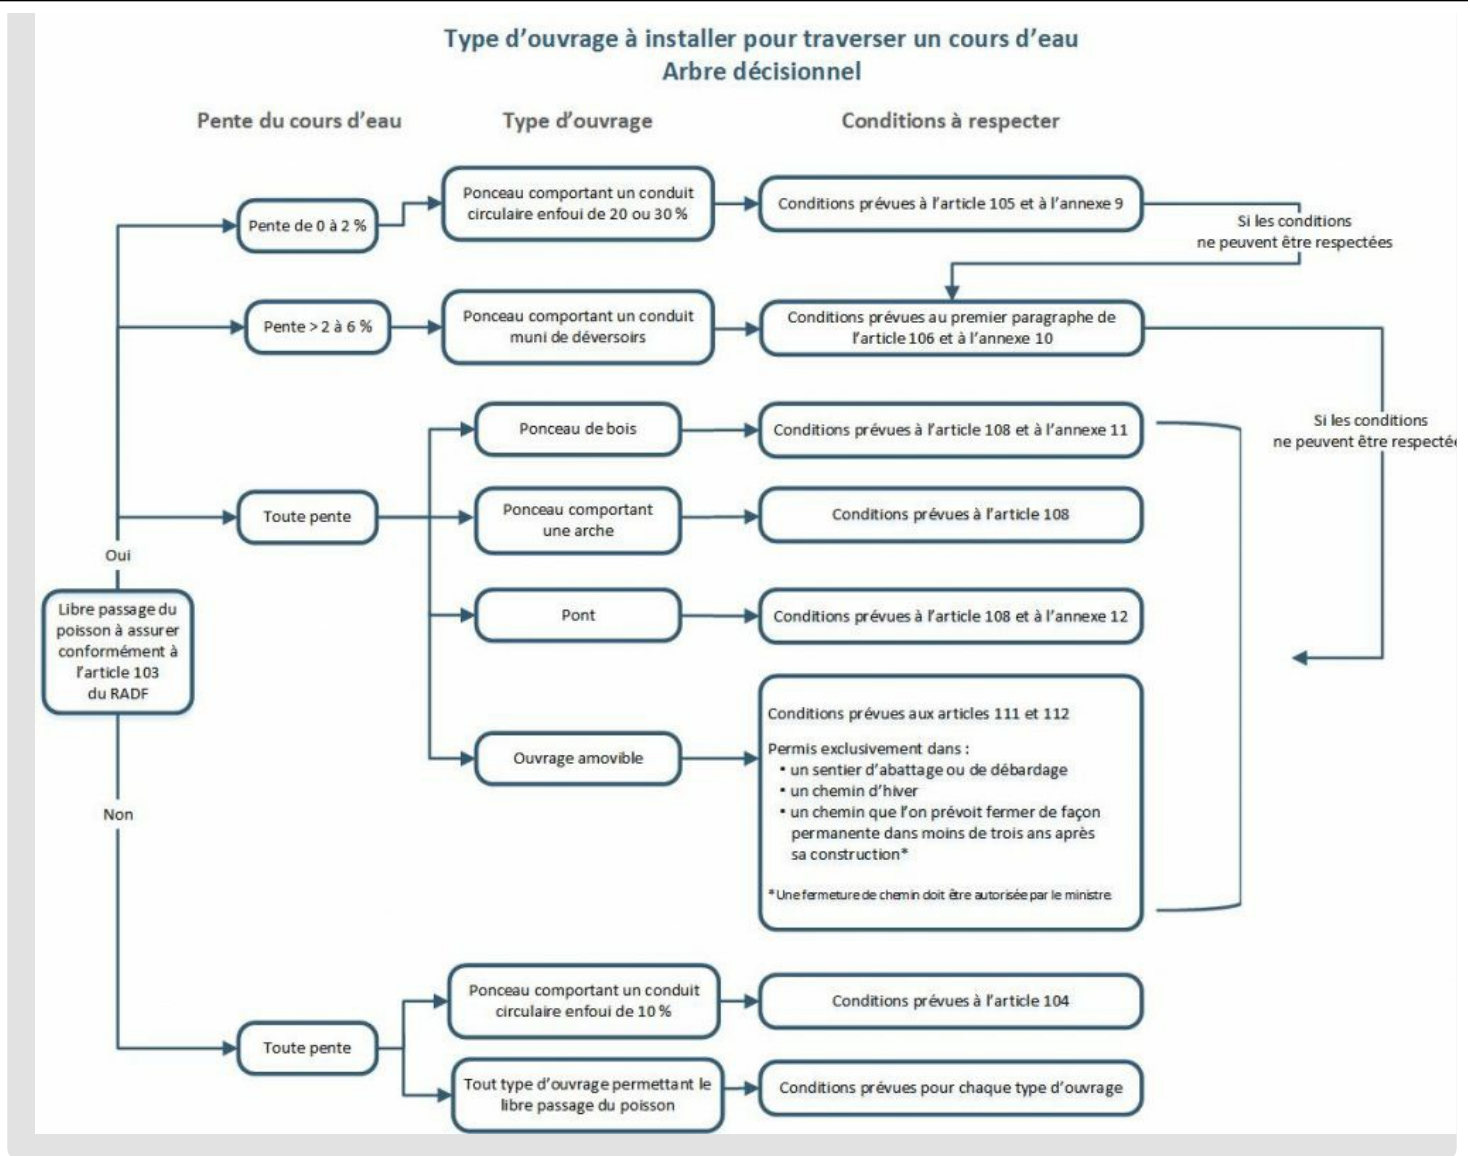 Type d’ouvrage à installer pour traverser un cours d’eau
Arbre décisionnel
Pente du cours d’eau
Type d’ouvrage
Conditions à respecter
Pente de 0 à 2 %
Ponceau comportant un conduit
circulaire enfoui de 20 ou 30 %
Conditions prévues à l’article 105 et à l’annexe 9
Si les conditions
ne peuvent être respectées
Pente > 2 à 6 %
Ponceau comportant un conduit
muni de déversoirs
Conditions prévues au premier paragraphe de
l’article 106 et à l’annexe 10
Si les conditions
ne peuvent être respectée
Toute pente
Ponceau de bois
Conditions prévues à l’article 108 et à l’annexe 11
Ponceau comportant
une arche
Conditions prévues à l’article 108
Oui
Libre passage du
poisson à assurer
conformément à
l’article 103
du RADF
Pont
Conditions prévues à l’article 108 et à l’annexe 12
Ouvrage amovible
Conditions prévues aux articles 111 et 112
Permis exclusivement dans :
• un sentier d’abattage ou de débardage
• un chemin d’hiver
• un chemin que l’on prévoit fermer de façon
permanente dans moins de trois ans après
sa construction*
*Une fermeture de chemin doit être autorisée par le ministre.
Non
Toute pente
Ponceau comportant un conduit
circulaire enfoui de 10 %
Conditions prévues à l’article 104
Tout type d’ouvrage permettant le
libre passage du poisson
Conditions prévues pour chaque type d’ouvrage